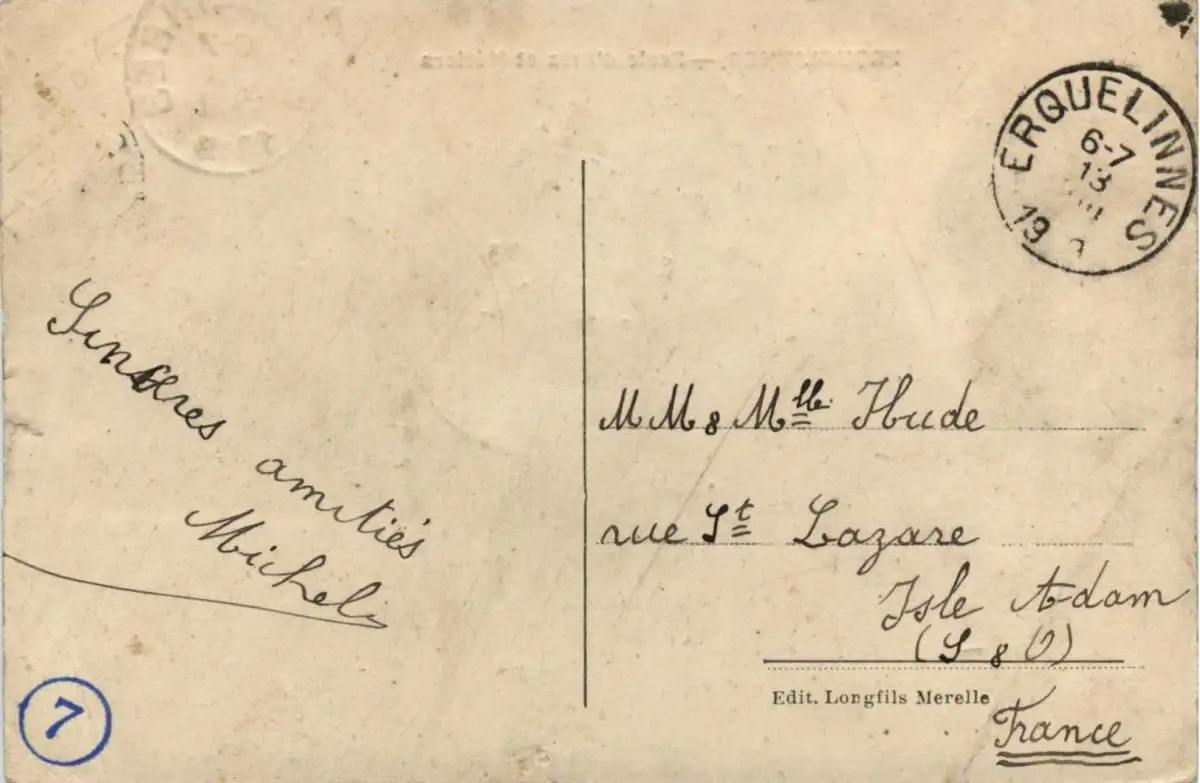 ERQUELINNES
6-7
13
19
Sincères
amitiés
Michel
MM & Mlle Hude
rue St Lazare
Isle Adam
(S & O)
Edit. Longfils Merelle
France
7